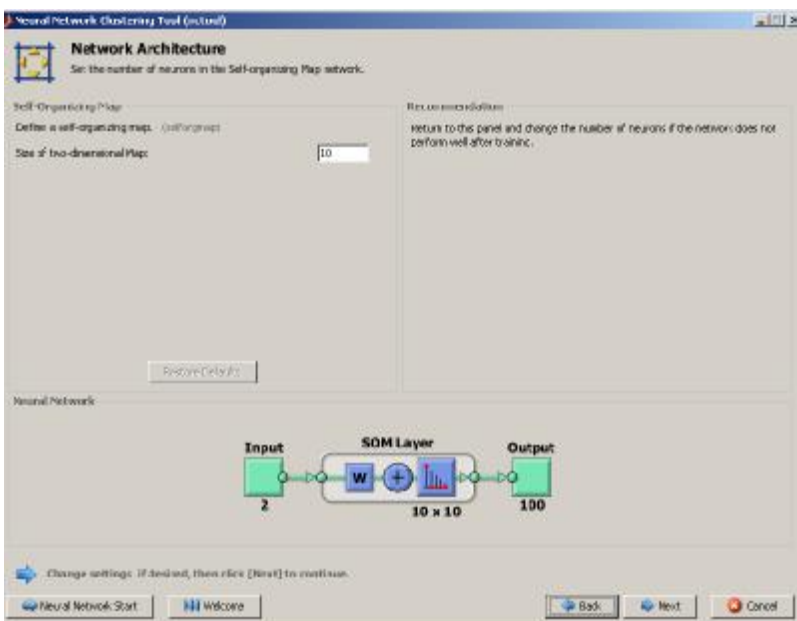 Neural Network Clustering Tool (nctool)
Network Architecture
Set the number of neurons in the Self-organizing Map network.
Self-Organizing Map
Define a self-organizing map. (selforgmap)
Size of two-dimensional Map:
10
Restore Defaults
Recommendation
Return to this panel and change the number of neurons if the network does not
perform well after training.
Neural Network
Input
SOM Layer
Output
W
+
2
10 x 10
100
Change settings if desired, then click [Next] to continue.
Neural Network Start
Welcome
Back
Next
Cancel